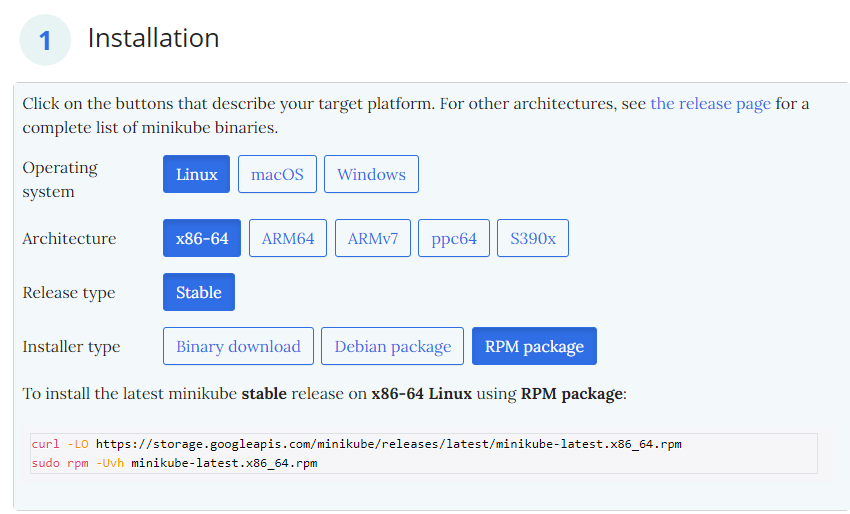 1 Installation
Click on the buttons that describe your target platform. For other architectures, see the release page for a
complete list of minikube binaries.
Operating
system
Linux macOS Windows
Architecture x86-64 ARM64 ARMv7 ppc64 S390x
Release type Stable
Installer type Binary download Debian package RPM package
To install the latest minikube stable release on x86-64 Linux using RPM package:
curl -LO https://storage.googleapis.com/minikube/releases/latest/minikube-latest.x86_64.rpm
sudo rpm -Uvh minikube-latest.x86_64.rpm